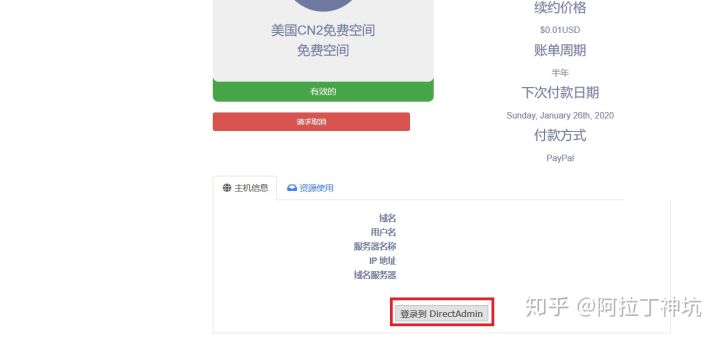 美国CN2免费空间
免费空间
有效的
请求取消
续约价格
$0.01USD
账单周期
半年
下次付款日期
Sunday, January 26th, 2020
付款方式
PayPal
主机信息
资源使用
域名
用户名
服务器名称
IP 地址
域名服务器
登录到 DirectAdmin
知乎 @阿拉丁神坑